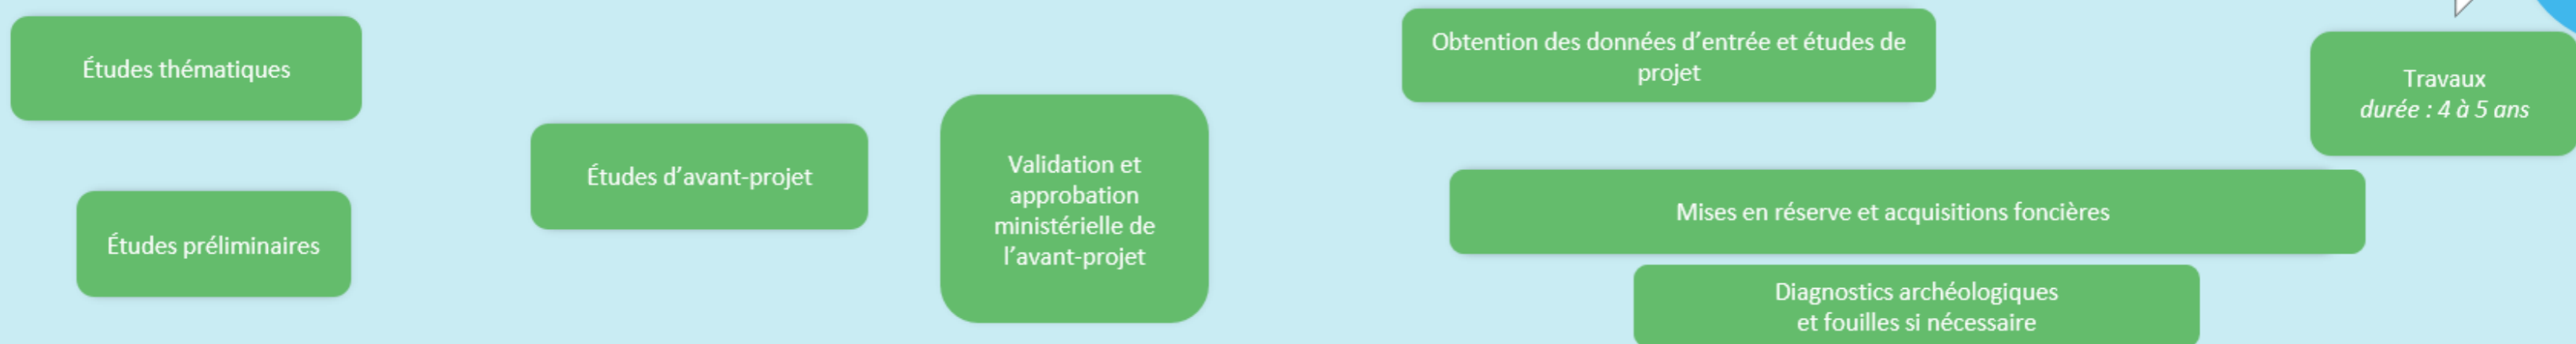 Études thématiques
Études préliminaires
Études d’avant-projet
Validation et
approbation
ministérielle de
l’avant-projet
Obtention des données d’entrée et études de
projet
Mises en réserve et acquisitions foncières
Diagnostics archéologiques
et fouilles si nécessaire
Travaux
durée : 4 à 5 ans